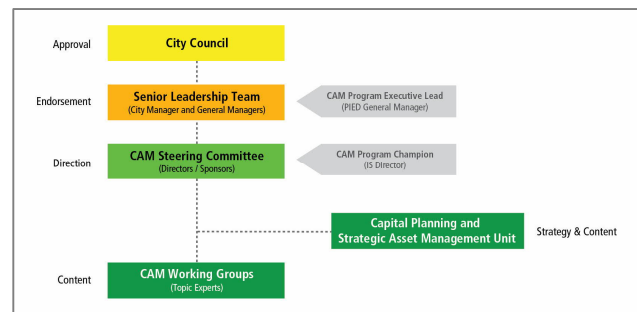 Approval
City Council
Endorsement
Senior Leadership Team
(City Manager and General Managers)
CAM Program Executive Lead
(PIED General Manager)
Direction
CAM Steering Committee
(Directors / Sponsors)
CAM Program Champion
(IS Director)
Capital Planning and
Strategic Asset Management Unit
Strategy & Content
Content
CAM Working Groups
(Topic Experts)